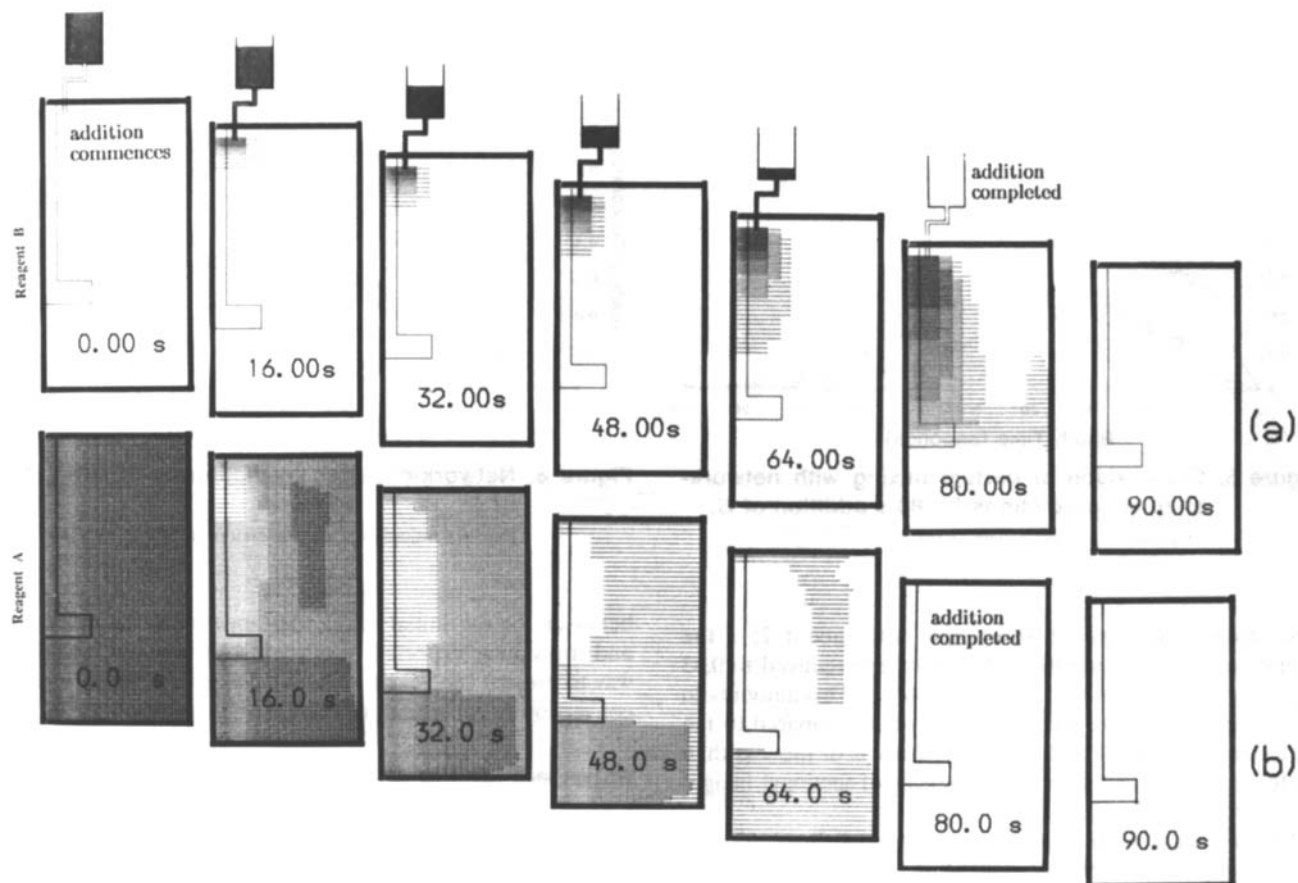 addition
commences
addition
completed
Reagent B
0.00 s
16.00s
32.00s
48.00s
64.00s
80.00s
90.00s
(a)
Reagent A
0.0 s
16.0 s
32.0 s
48.0 s
64.0 s
addition
completed
80.0 s
90.0 s
(b)